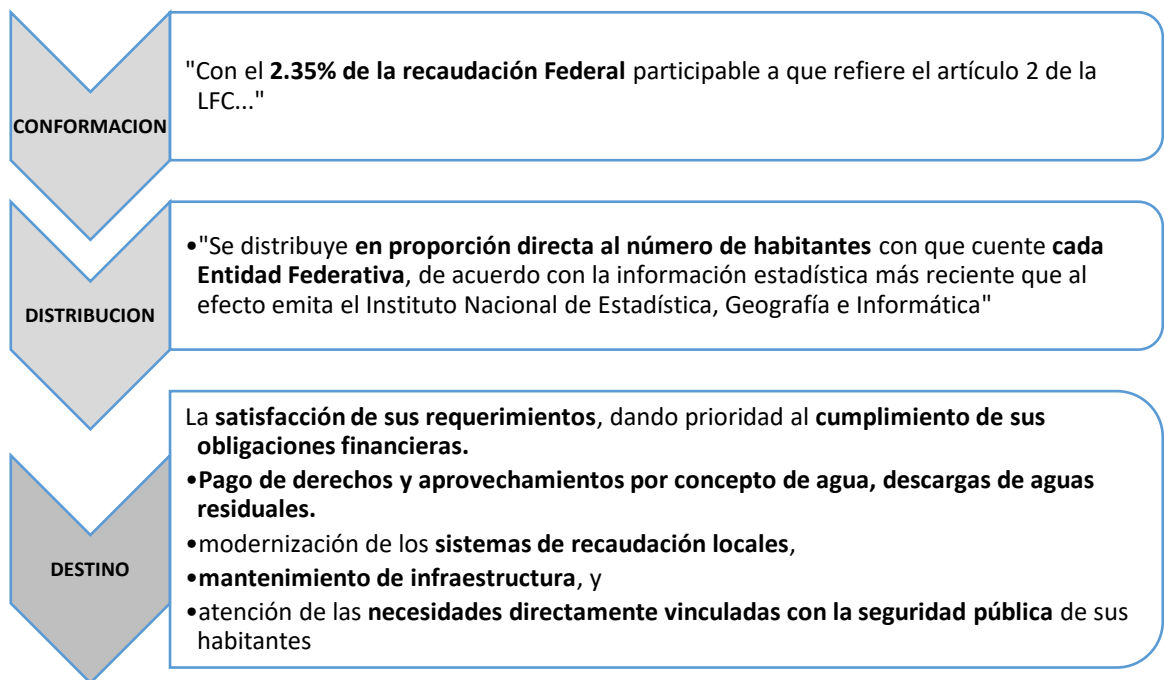 CONFORMACION
"Con el 2.35% de la recaudación Federal participable a que refiere el artículo 2 de la
LFC..."
DISTRIBUCION
•"Se distribuye en proporción directa al número de habitantes con que cuente cada
Entidad Federativa, de acuerdo con la información estadística más reciente que al
efecto emita el Instituto Nacional de Estadística, Geografía e Informática"
DESTINO
La satisfacción de sus requerimientos, dando prioridad al cumplimiento de sus
obligaciones financieras.
•Pago de derechos y aprovechamientos por concepto de agua, descargas de aguas
residuales.
•modernización de los sistemas de recaudación locales,
•mantenimiento de infraestructura, y
•atención de las necesidades directamente vinculadas con la seguridad pública de sus
habitantes